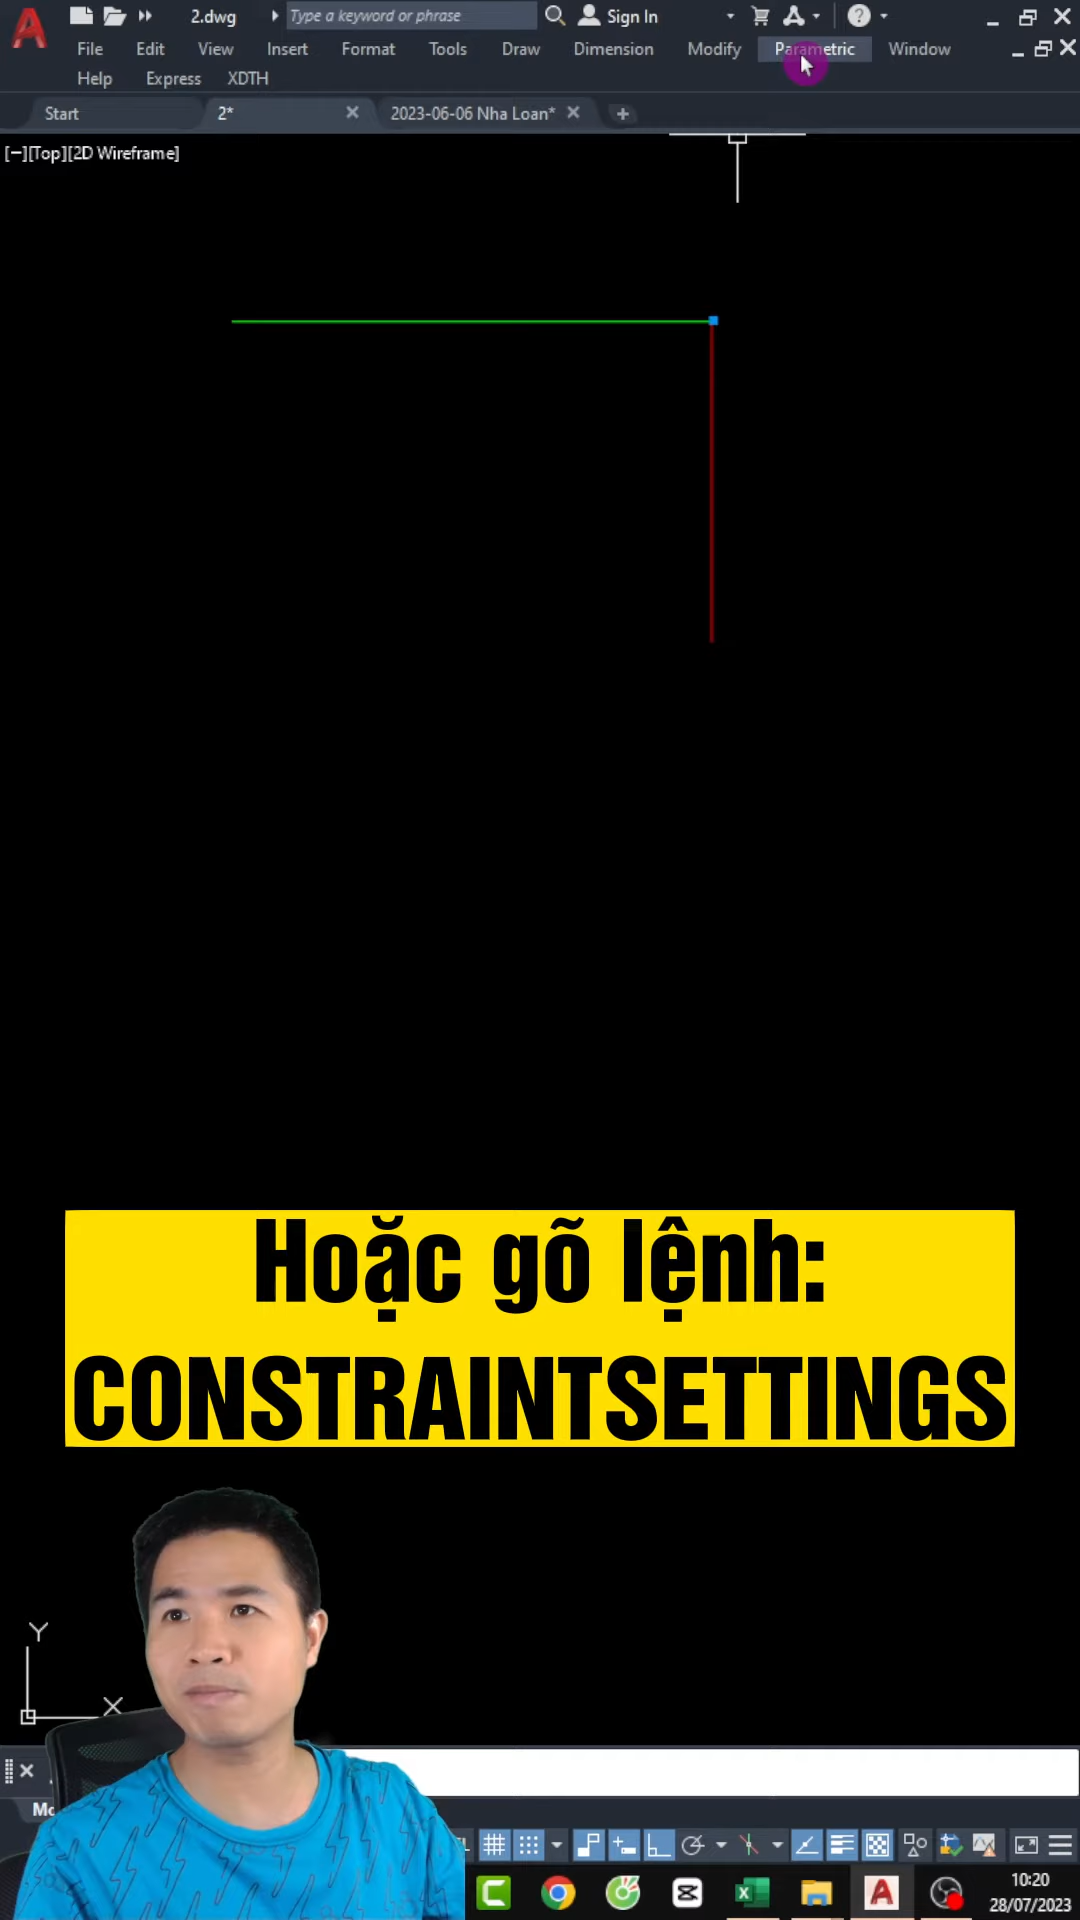 2.dwg
Type a keyword or phrase
Sign In
File Edit View Insert Format Tools Draw Dimension Modify Parametric Window
Help Express XDTH
Start 2* 2023-06-06 Nha Loan*
[−][Top][2D Wireframe]
Hoặc gõ lệnh:
CONSTRAINTSETTINGS
Y
X
10:20
28/07/2023